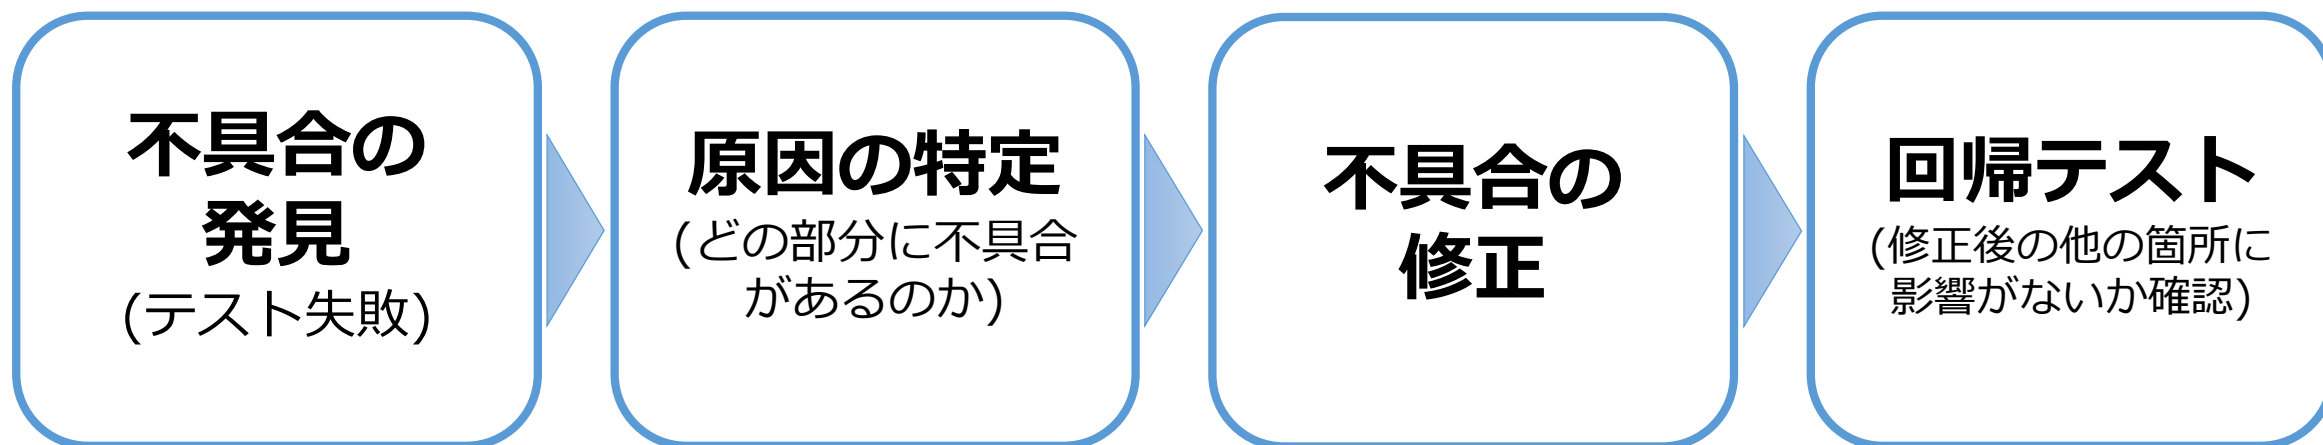 不具合の
発見
(テスト失敗)
原因の特定
(どの部分に不具合
があるのか)
不具合の
修正
回帰テスト
(修正後の他の箇所に
影響がないか確認)